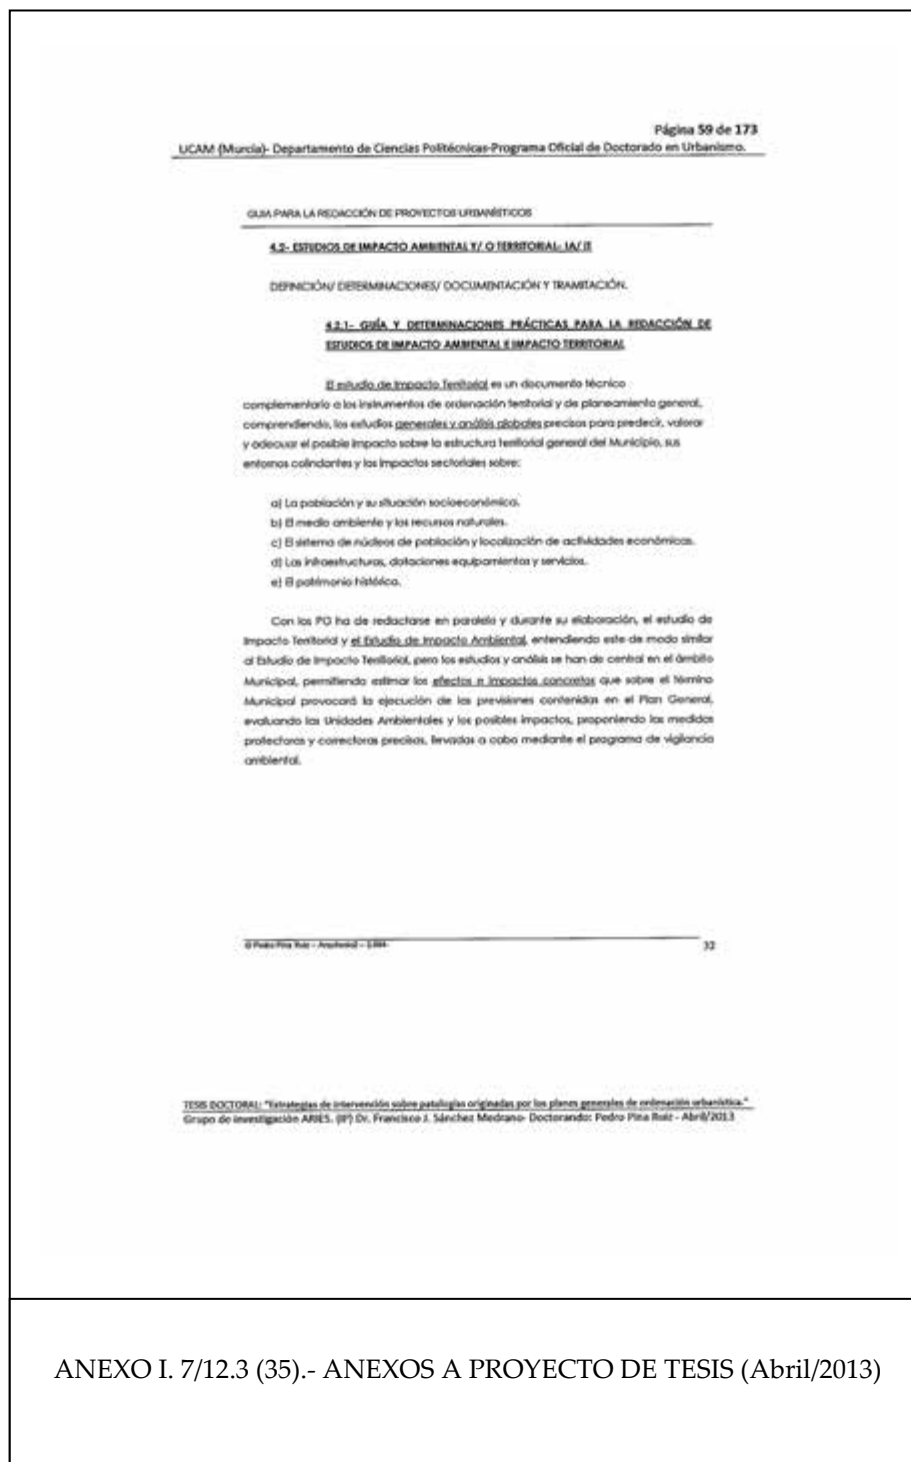 Página 59 de 173
UCAM (Murcia)- Departamento de Ciencias Politécnicas-Programa Oficial de Doctorado en Urbanismo.
GUIA PARA LA REDACCIÓN DE PROYECTOS URBANÍSTICOS
4.2- ESTUDIOS DE IMPACTO AMBIENTAL Y/ O TERRITORIAL- IA/ IT
DEFINICIÓN/ DETERMINACIONES/ DOCUMENTACIÓN Y TRAMITACIÓN.
4.2.1- GUÍA Y DETERMINACIONES PRÁCTICAS PARA LA REDACCIÓN DE
ESTUDIOS DE IMPACTO AMBIENTAL E IMPACTO TERRITORIAL
El estudio de Impacto Territorial es un documento técnico
complementario a los instrumentos de ordenación territorial y de planeamiento general,
comprendiendo, los estudios generales y análisis globales precisos para predecir, valorar
y adecuar el posible impacto sobre la estructura territorial general del Municipio, sus
entornos colindantes y los impactos sectoriales sobre:
a) La población y su situación socioeconómica.
b) El medio ambiente y los recursos naturales.
c) El sistema de núcleos de población y localización de actividades económicas.
d) Las infraestructuras, dotaciones equipamientos y servicios.
e) El patrimonio histórico.
Con los PG ha de redactarse en paralelo y durante su elaboración, el estudio de
Impacto Territorial y el Estudio de Impacto Ambiental, entendiendo este de modo similar
al Estudio de Impacto Territorial, pero los estudios y análisis se han de central en el ámbito
Municipal, permitiendo estimar los efectos e impactos concretos que sobre el término
Municipal provocará la ejecución de las previsiones contenidas en el Plan General,
evaluando las Unidades Ambientales y los posibles impactos, proponiendo las medidas
protectoras y correctoras precisas, llevadas a cabo mediante el programa de vigilancia
ambiental.
© Pedro Pina Ruiz –
32
TESIS DOCTORAL: "Estrategias de intervención sobre patologías originadas por los planes generales de ordenación urbanística."
Grupo de investigación ARIES. (IP) Dr. Francisco J. Sánchez Medrano- Doctorando: Pedro Pina Ruiz - Abril/2013
ANEXO I. 7/12.3 (35).- ANEXOS A PROYECTO DE TESIS (Abril/2013)